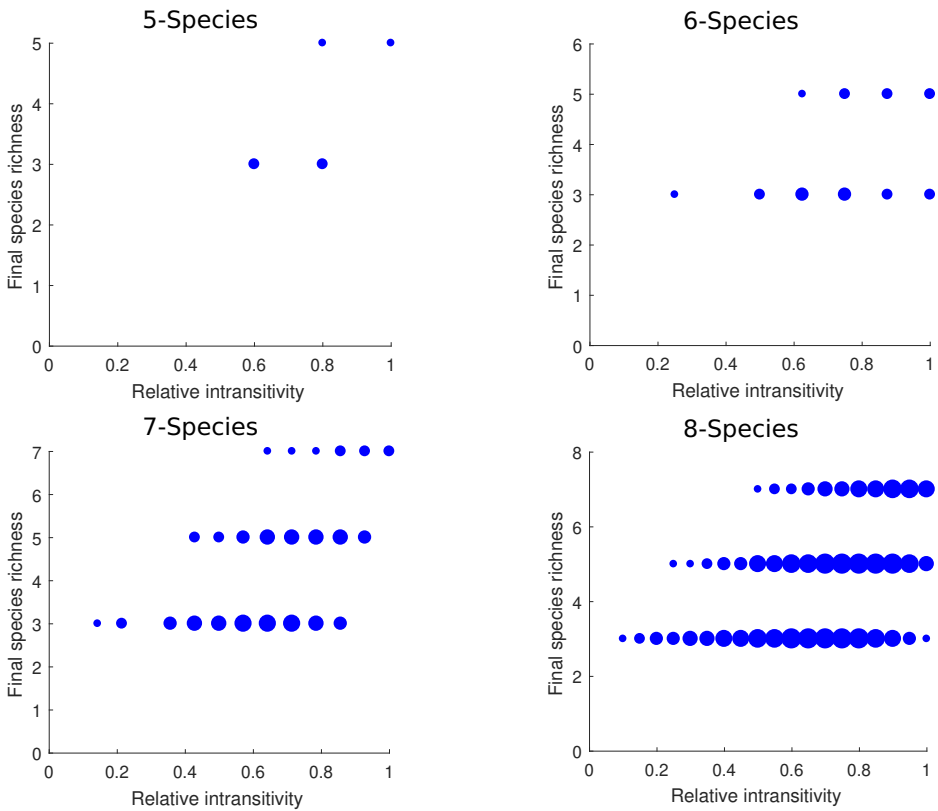 5-Species
5
4
3
2
1
0
0 0.2 0.4 0.6 0.8 1
Final species richness
Relative intransitivity
6-Species
6
5
4
3
2
1
0
0 0.2 0.4 0.6 0.8 1
Final species richness
Relative intransitivity
7-Species
7
6
5
4
3
2
1
0
0 0.2 0.4 0.6 0.8 1
Final species richness
Relative intransitivity
8-Species
8
6
4
2
0
0 0.2 0.4 0.6 0.8 1
Final species richness
Relative intransitivity